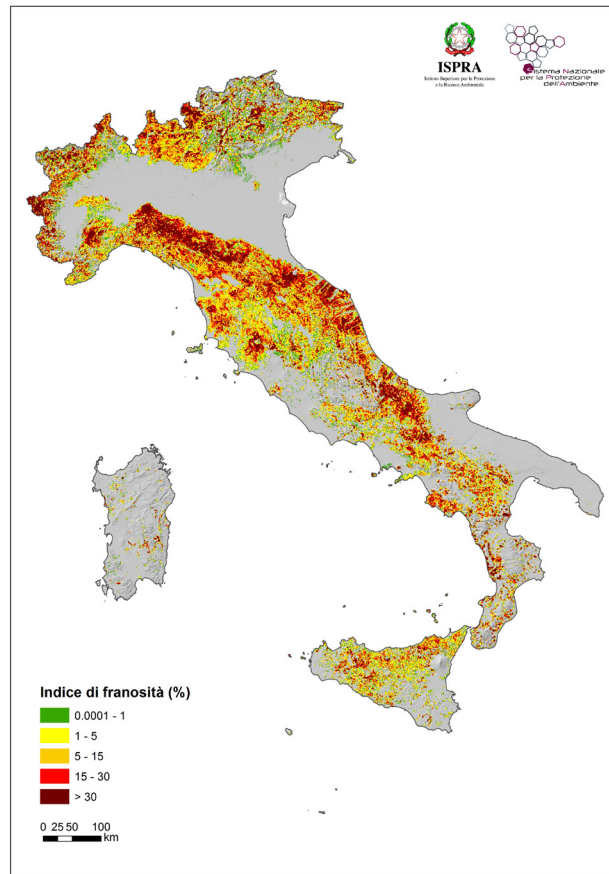 ISPRA
Istituto Superiore per la Protezione
e la Ricerca Ambientale
Sistema Nazionale
per la Protezione
dell'Ambiente
Indice di franosità (%)
0.0001 - 1
1 - 5
5 - 15
15 - 30
> 30
0 25 50 100
km